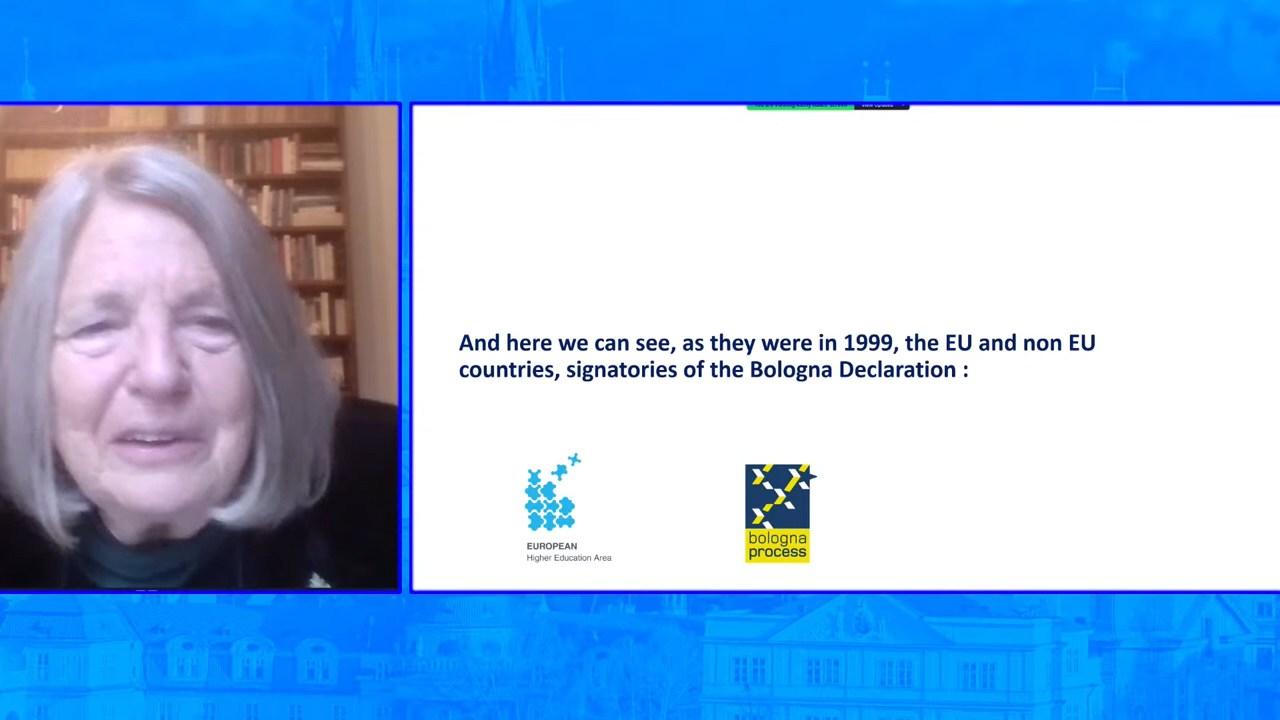 And here we can see, as they were in 1999, the EU and non EU
countries, signatories of the Bologna Declaration :
EUROPEAN
Higher Education Area
bologna
process